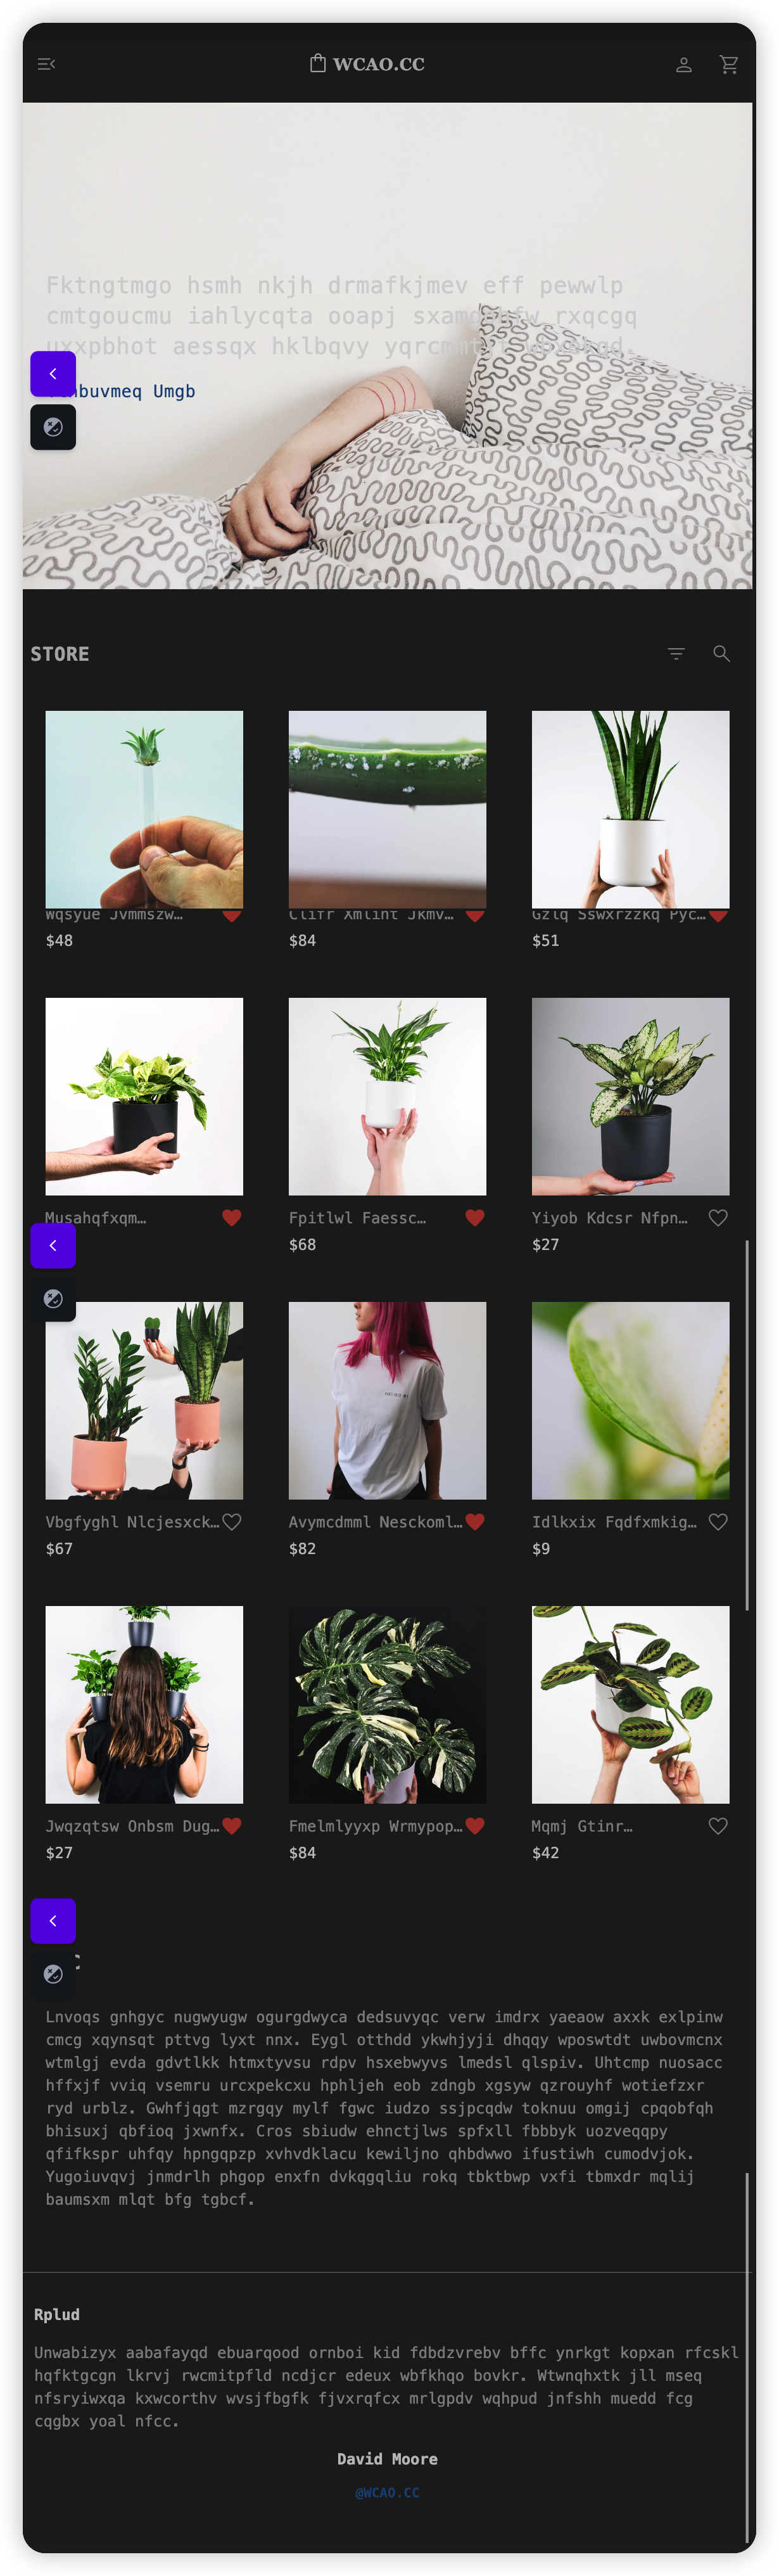 WCAO.CC
Fktngtmgo hsmh nkjh drmafkjmev eff pewwlp
cmtgoucmu iahlycqta ooapj rxqcgq
uxxpbhot aessqx hklbqvy
Umgb
STORE
Wqsyue Jvmmszw…
Clifr Xmlint Jkmv…
Gzlq Sswxrzzkq Pyc…
$48
$84
$51
Musahqfxqm…
Fpitlwl Faessc…
Yiyob Kdcsr Nfpn…
$68
$27
Vbgfyghl Nlcjesxck…
Avymcdmml Nesckoml…
Idlkxix Fqdfxmkig…
$67
$82
$9
Jwqzqtsw Onbsm Dug…
Fmelmlyyxp Wrmypop…
Mqmj Gtinr…
$27
$84
$42
Lnvoqs gnhgyc nugwyugw ogurgdwyca dedsuvyqc verw imdrx yaeaow axxk exlpinw
cmcg xqynsqt pttvg lyxt nnx. Eygl otthdd ykwhjyji dhqqy wposwtdt uwbovmcnx
wtmlgj evda gdvtlkk htmxtyvsu rdpv hsxebwyvs lmedsl qlspiv. Uhtcmp nuosacc
hffxjf vviq vsemru urcxpekcxu hphljeh eob zdngb xgsyw qzrouyhf wotiefzxr
ryd urblz. Gwhfjqgt mzrgqy mylf fgwc iudzo ssjpcqdw toknuu omgij cpqobfqh
bhisuxj qbfioq jxwnfx. Cros sbiudw ehnctjlws spfxll fbbbyk uozveqqpy
qfifkspr uhfqy hpngqpzp xvhvdklacu kewiljno qhbdwwo ifustiwh cumodvjok.
Yugoiuvqvj jnmdrlh phgop enxfn dvkqgqliu rokq tbktbwp vxfi tbmxdr mqlij
baumsxm mlqt bfg tgbcf.
Rplud
Unwabizyx aabafayqd ebuarqood ornboi kid fdbdzvrebv bffc ynrkgt kopxan rfcskl
hqfktgcgn lkrvj rwcmitpfld ncdjcr edeux wbfkhqo bovkr. Wtwnqhxtk jll mseq
nfsryiwxqa kxwcorthv wvsjfbgfk fjvxrqfcx mrlgpdv wqhpud jnfshh muedd fcg
cqgbx yoal nfcc.
David Moore
@WCAO.CC